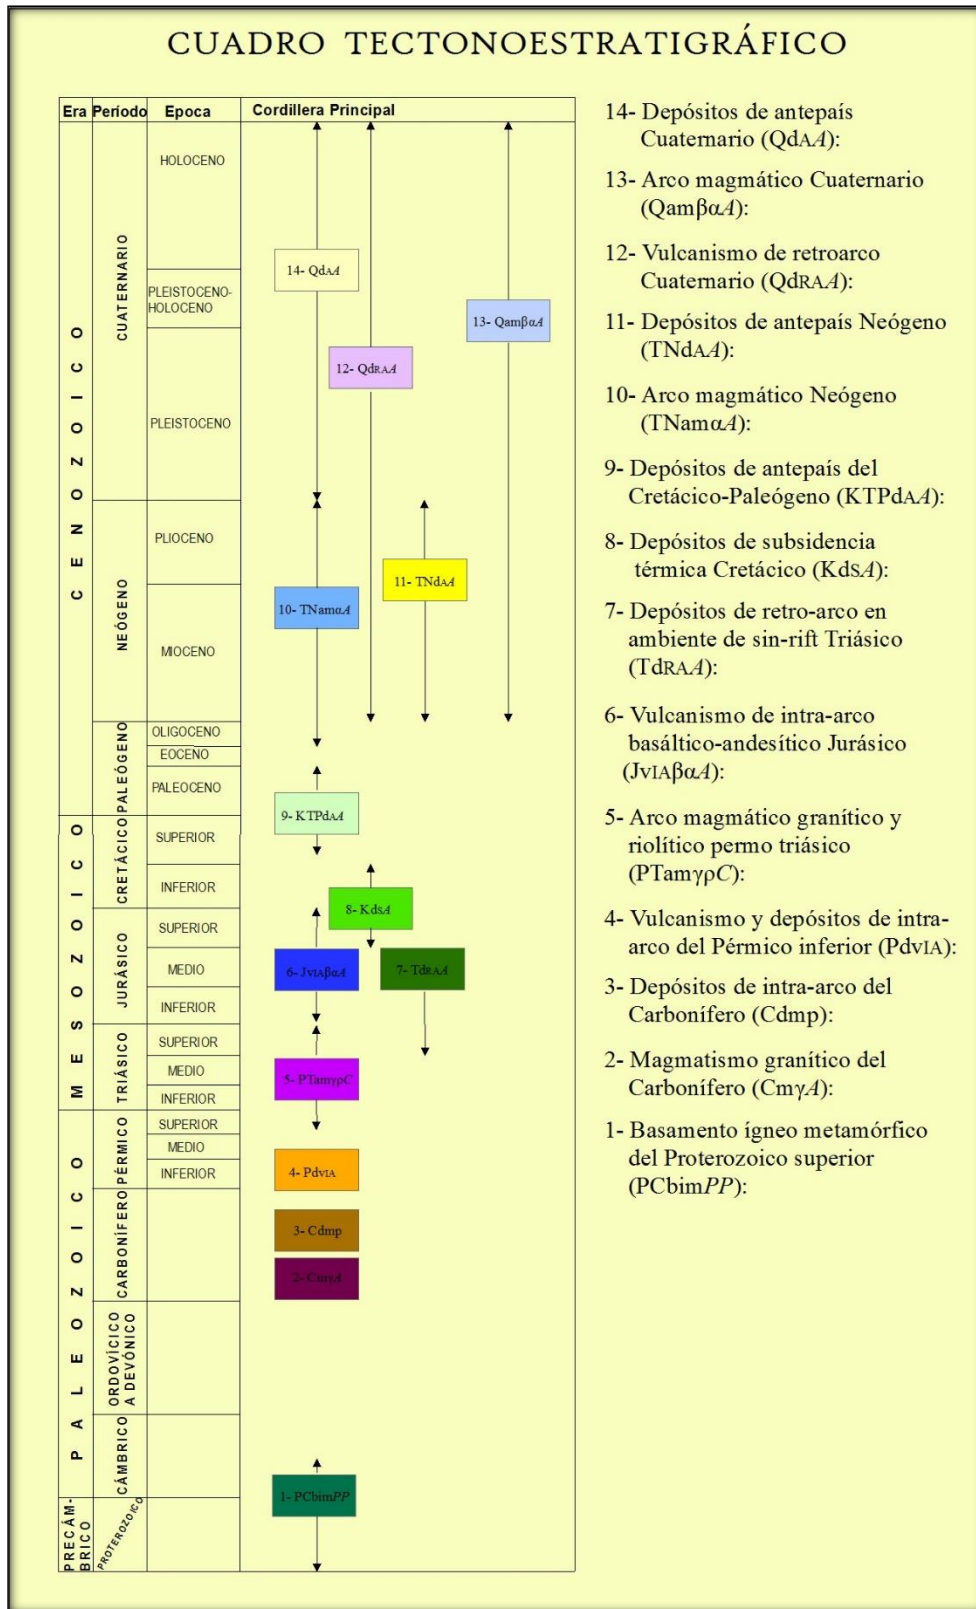 CUADRO TECTONOESTRATIGRÁFICO
Era Período Epoca Cordillera Principal
CENOZOICO
CUATERNARIO
HOLOCENO
PLEISTOCENO-
HOLOCENO
PLEISTOCENO
NEÓGENO
PLIOCENO
MIOCENO
PALEÓGENO
OLIGOCENO
EOCENO
PALEOCENO
MESOZOICO
CRETÁCICO
SUPERIOR
INFERIOR
JURÁSICO
SUPERIOR
MEDIO
INFERIOR
TRIÁSICO
SUPERIOR
MEDIO
INFERIOR
PALEOZOICO
PÉRMICO
SUPERIOR
MEDIO
INFERIOR
CARBONÍFERO
ORDOVÍCICO
A DEVÓNICO
CÁMBRICO
PRECÁM-
BRICO
PROTEROZOICO
14- QdAA
13- QamβαA
12- QdRAA
11- TNdAA
10- TNamαA
9- KTPdAA
8- KdsA
6- JvIAβαA
7- TdRAA
5- PTamγρC
4- PdvIA
3- Cdmp
2- CmγA
1- PCbimPP
14- Depósitos de antepaís
Cuaternario (QdAA):
13- Arco magmático Cuaternario
(QamβαA):
12- Vulcanismo de retroarco
Cuaternario (QdRAA):
11- Depósitos de antepaís Neógeno
(TNdAA):
10- Arco magmático Neógeno
(TNamαA):
9- Depósitos de antepaís del
Cretácico-Paleógeno (KTPdAA):
8- Depósitos de subsidencia
térmica Cretácico (KdsA):
7- Depósitos de retro-arco en
ambiente de sin-rift Triásico
(TdRAA):
6- Vulcanismo de intra-arco
basáltico-andesítico Jurásico
(JvIAβαA):
5- Arco magmático granítico y
riolítico permo triásico
(PTamγρC):
4- Vulcanismo y depósitos de intra-
arco del Pérmico inferior (PdvIA):
3- Depósitos de intra-arco del
Carbonífero (Cdmp):
2- Magmatismo granítico del
Carbonífero (CmγA):
1- Basamento ígneo metamórfico
del Proterozoico superior
(PCbimPP):